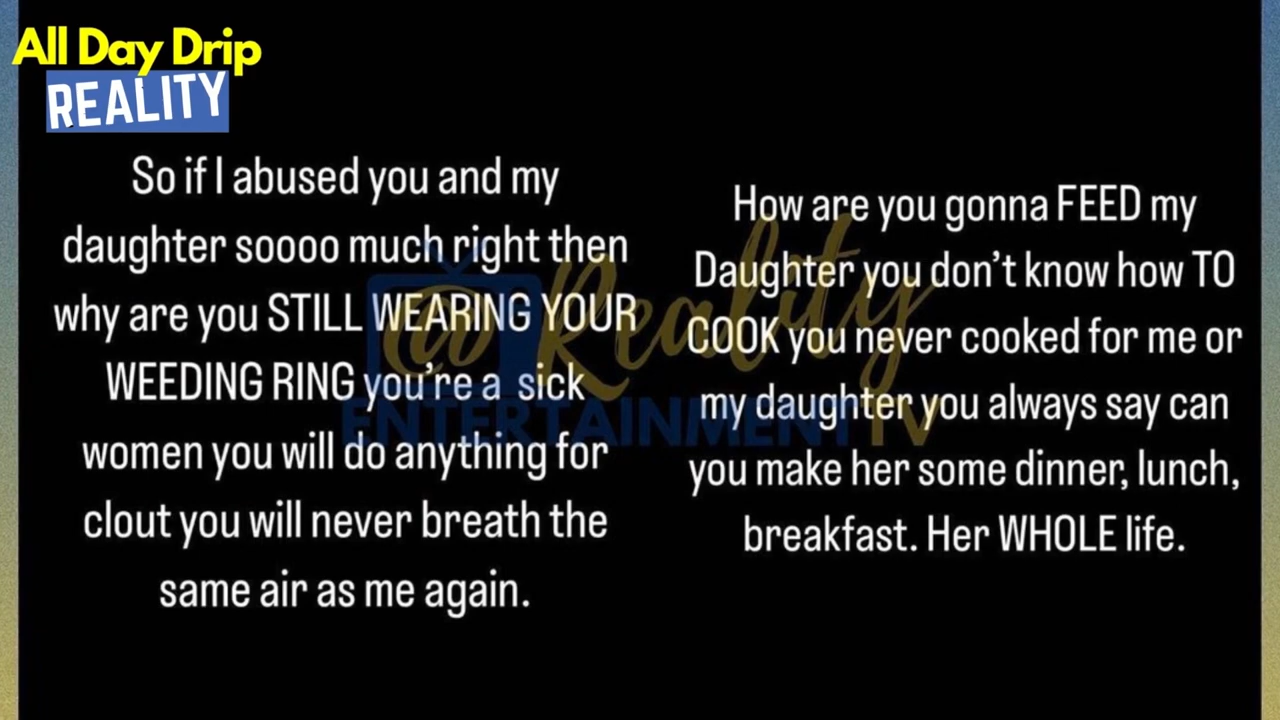 All Day Drip
REALITY
So if I abused you and my
daughter soooo much right then
why are you STILL WEARING YOUR
WEEDING RING you're a sick
women you will do anything for
clout you will never breath the
same air as me again.
How are you gonna FEED my
Daughter you don't know how TO
COOK you never cooked for me or
my daughter you always say can
you make her some dinner, lunch,
breakfast. Her WHOLE life.
@Reality
ENTERTAINMENT TV